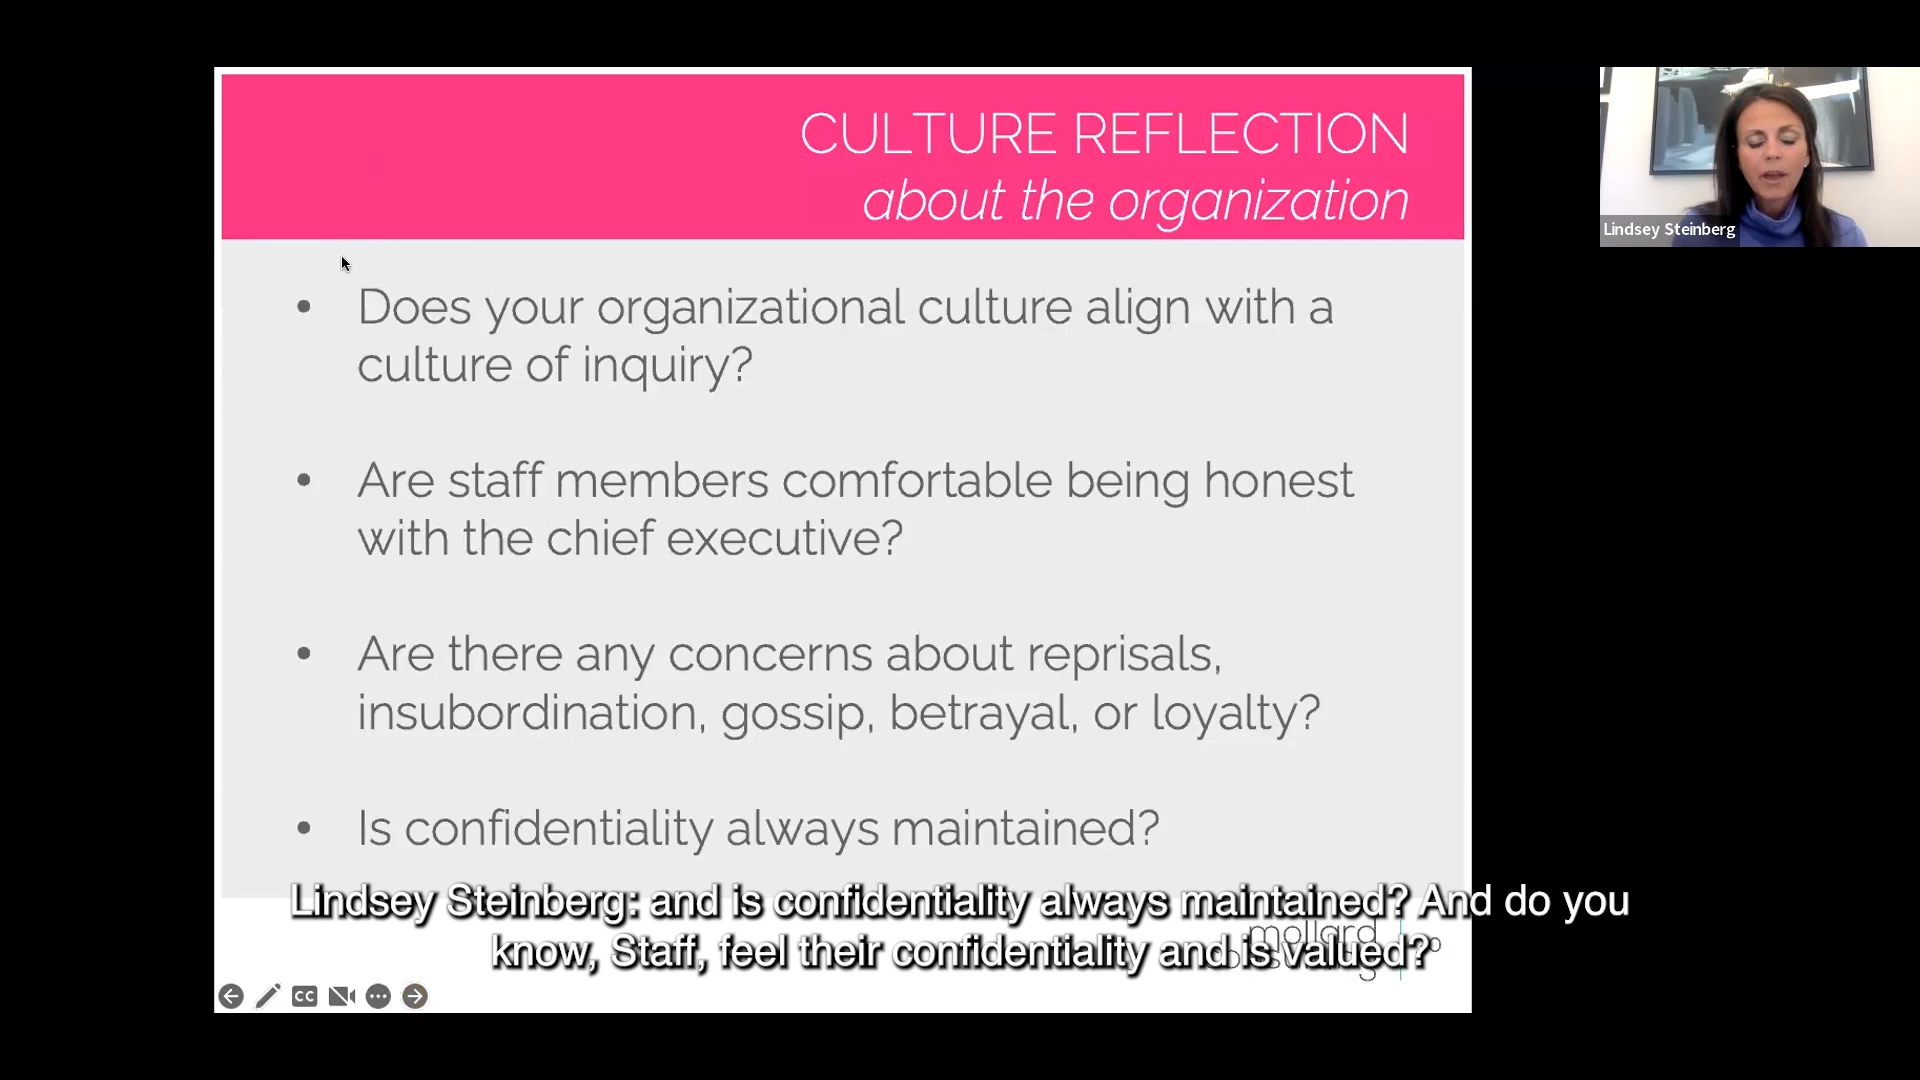 CULTURE REFLECTION
about the organization
Lindsey Steinberg
• Does your organizational culture align with a
culture of inquiry?
• Are staff members comfortable being honest
with the chief executive?
• Are there any concerns about reprisals,
insubordination, gossip, betrayal, or loyalty?
• Is confidentiality always maintained?
Lindsey Steinberg: and is confidentiality always maintained? And do you
know, Staff, feel their confidentiality and is valued?
mollard
CC